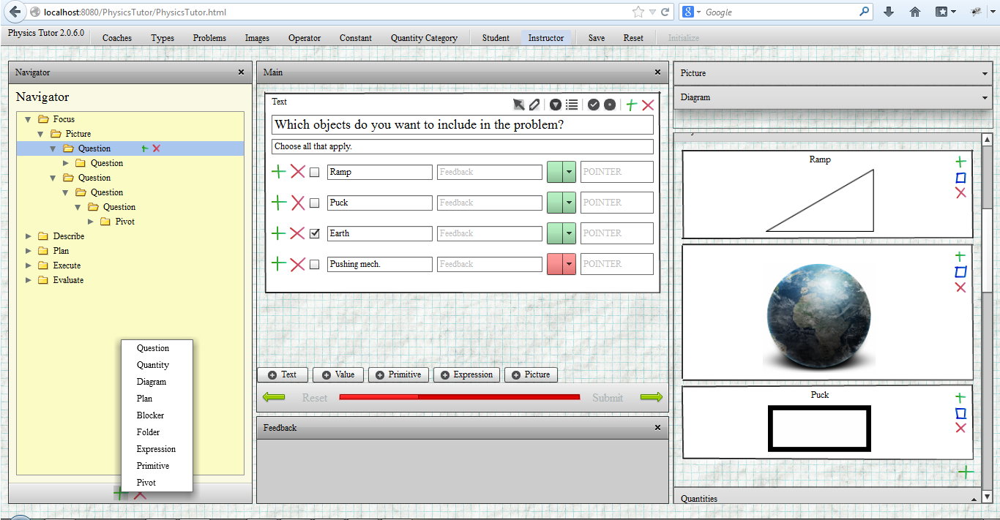 localhost:8080/PhysicsTutor/PhysicsTutor.html
Google
Physics Tutor 2.0.6.0
Coaches Types Problems Images Operator Constant Quantity Category Student Instructor Save Reset Initialize
Navigator
Navigator
Focus
Picture
Question
Question
Question
Question
Question
Pivot
Describe
Plan
Execute
Evaluate
Question
Quantity
Diagram
Plan
Blocker
Folder
Expression
Primitive
Pivot
Main
Text
Which objects do you want to include in the problem?
Choose all that apply.
Ramp Feedback POINTER
Puck Feedback POINTER
Earth Feedback POINTER
Pushing mech. Feedback POINTER
Text Value Primitive Expression Picture
Reset Submit
Feedback
Picture
Diagram
Ramp
Puck
Quantities